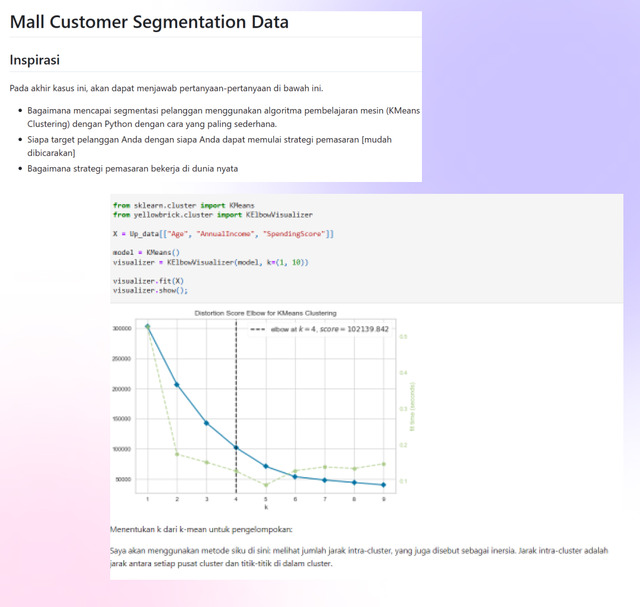 Mall Customer Segmentation Data
Inspirasi
Pada akhir kasus ini, akan dapat menjawab pertanyaan-pertanyaan di bawah ini.
Bagaimana mencapai segmentasi pelanggan menggunakan algoritma pembelajaran mesin (KMeans
Clustering) dengan Python dengan cara yang paling sederhana.
Siapa target pelanggan Anda dengan siapa Anda dapat memulai strategi pemasaran [mudah
dibicarakan]
Bagaimana strategi pemasaran bekerja di dunia nyata
from sklearn.cluster import KMeans
from yellowbrick.cluster import KElbowVisualizer
X = Up_data[["Age", "AnnualIncome", "SpendingScore"]]
model = KMeans()
visualizer = KElbowVisualizer(model, k=(1, 10))
visualizer.fit(X)
visualizer.show();
Distortion Score Elbow for KMeans Clustering
elbow at k = 4, score = 102139.842
300000
250000
200000
150000
100000
50000
0.5
0.4
0.3
0.2
0.1
fit time (seconds)
1 2 3 4 5 6 7 8 9
k
Menentukan k dari k-mean untuk pengelompokan:
Saya akan menggunakan metode siku di sini: melihat jumlah jarak intra-cluster, yang juga disebut sebagai inersia. Jarak intra-cluster adalah
jarak antara setiap pusat cluster dan titik-titik di dalam cluster.